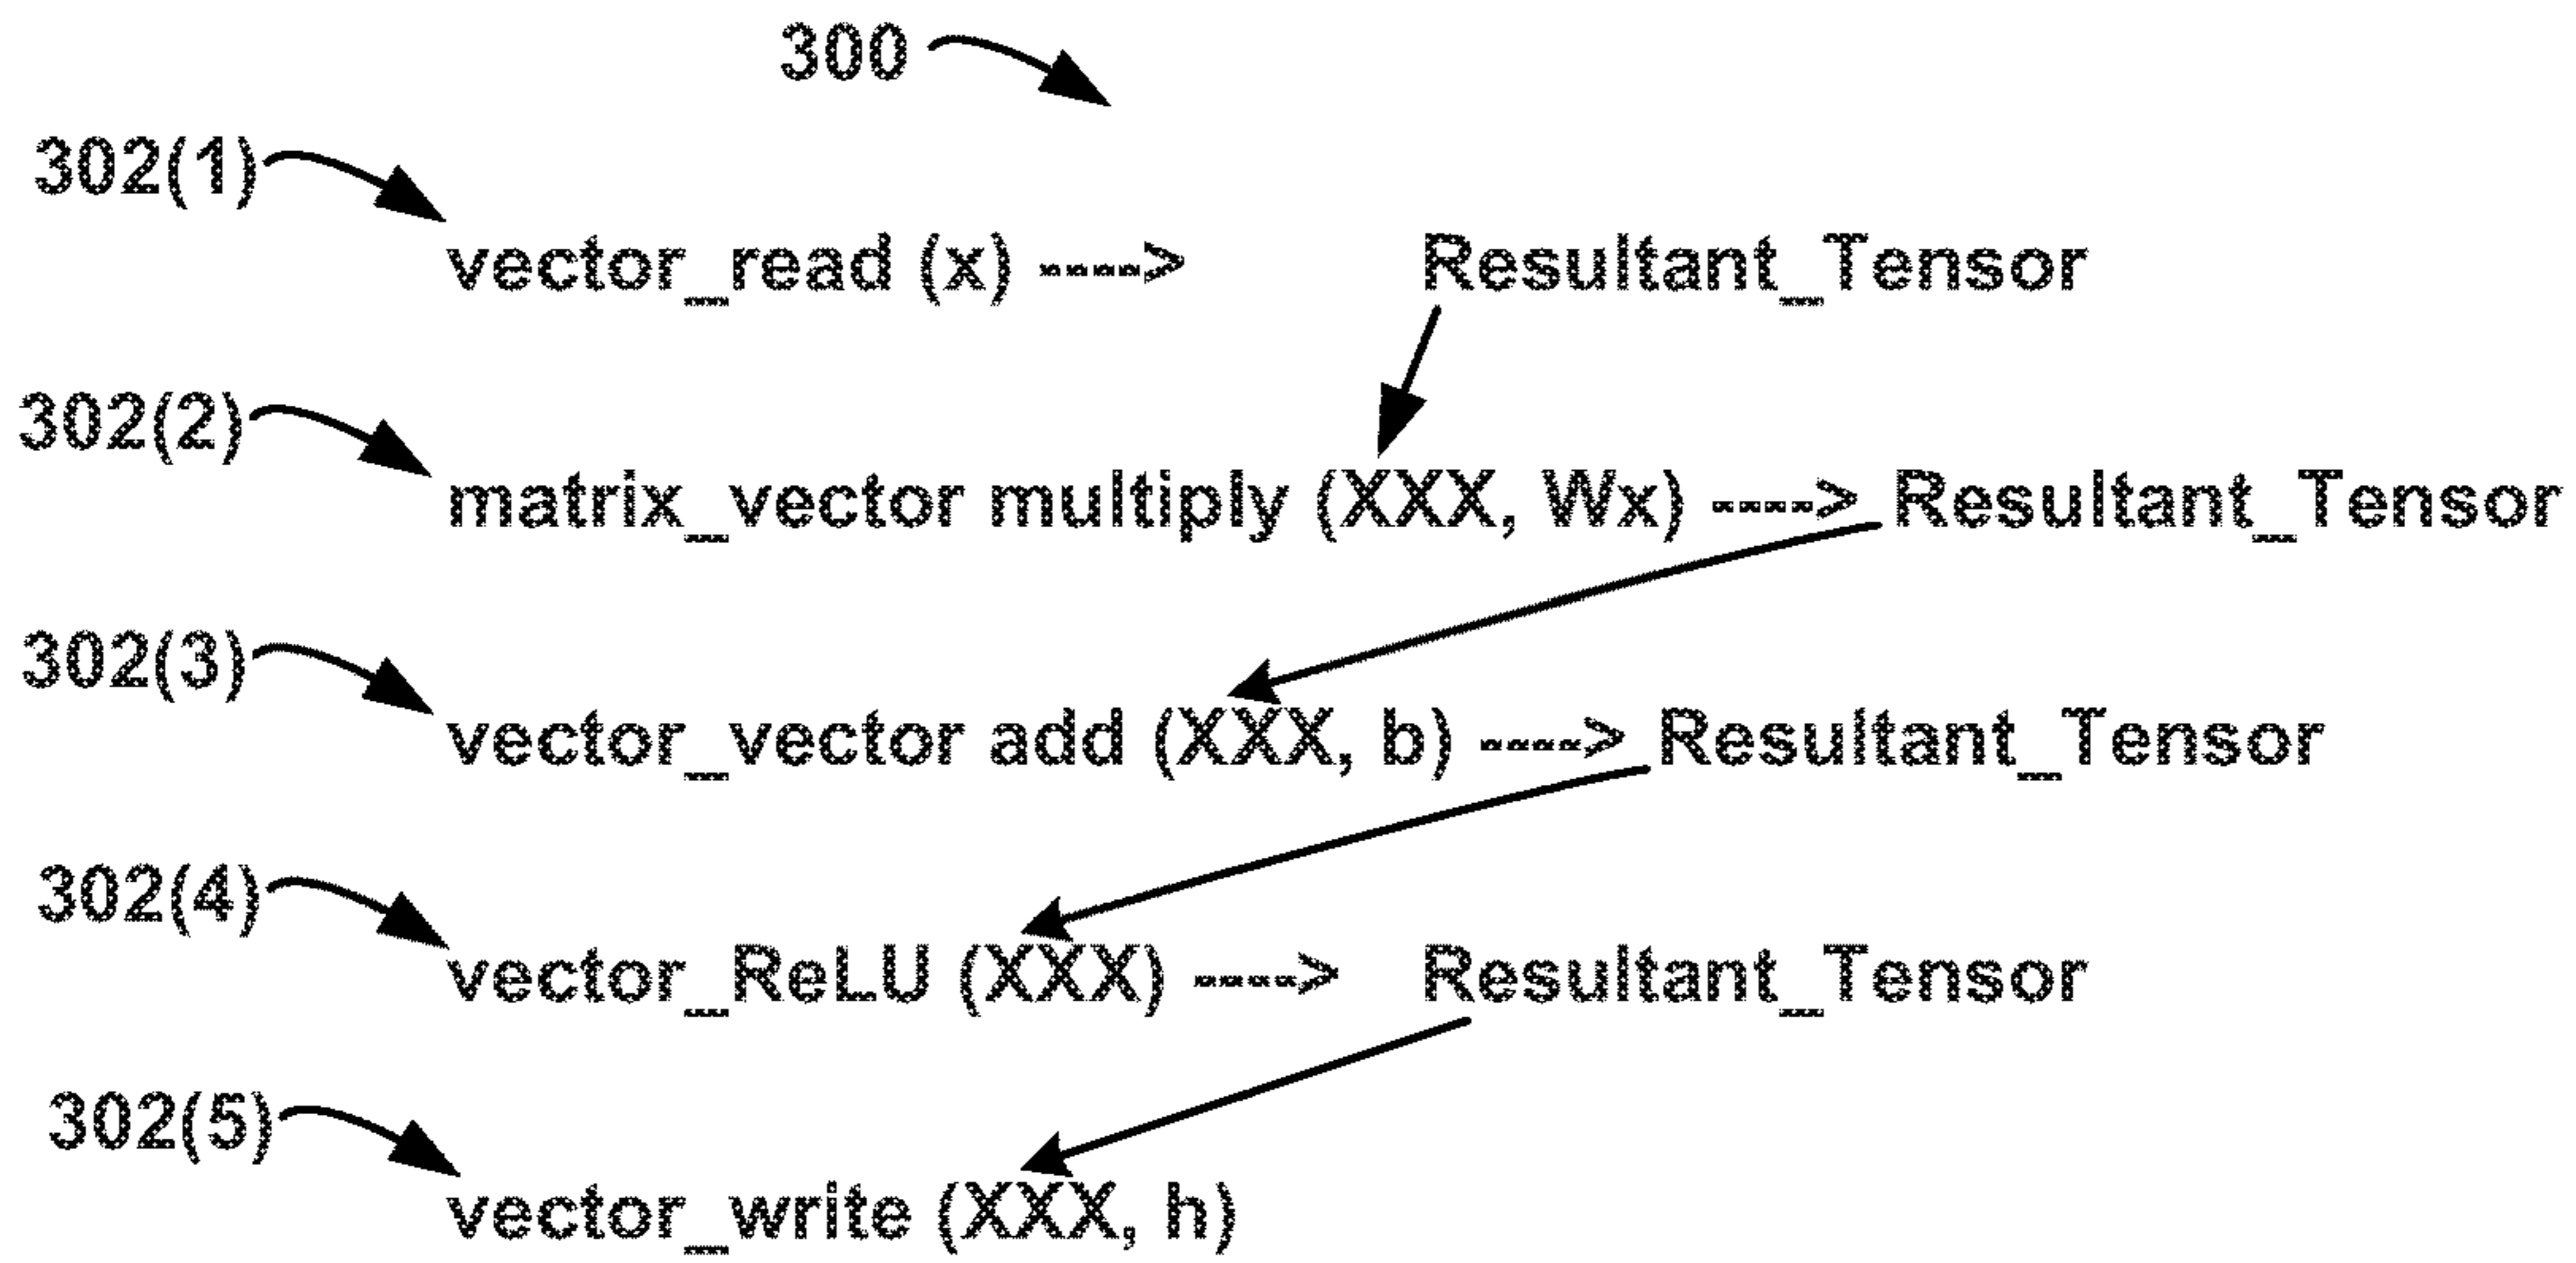 300
302(1)
vector_read (x) ----> Resultant_Tensor
302(2)
matrix_vector multiply (XXX, Wx) ----> Resultant_Tensor
302(3)
vector_vector add (XXX, b) ----> Resultant_Tensor
302(4)
vector_ReLU (XXX) ----> Resultant_Tensor
302(5)
vector_write (XXX, h)